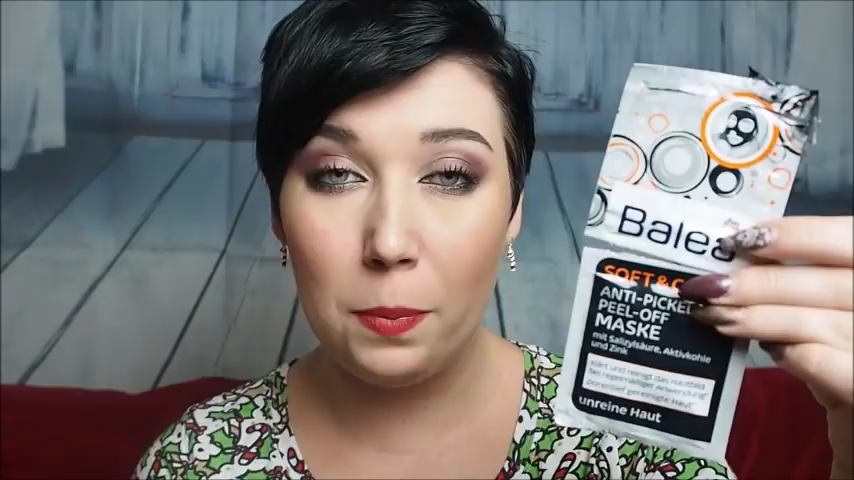 Balea
SOFT &
ANTI-PICKEL
PEEL-OFF
MASKE
mit Salizylsäure, Aktivkohle
und Zink
klärt und reinigt das Hautbild
bei regelmäßiger Anwendung
porentief gereinigte Haut
unreine Haut